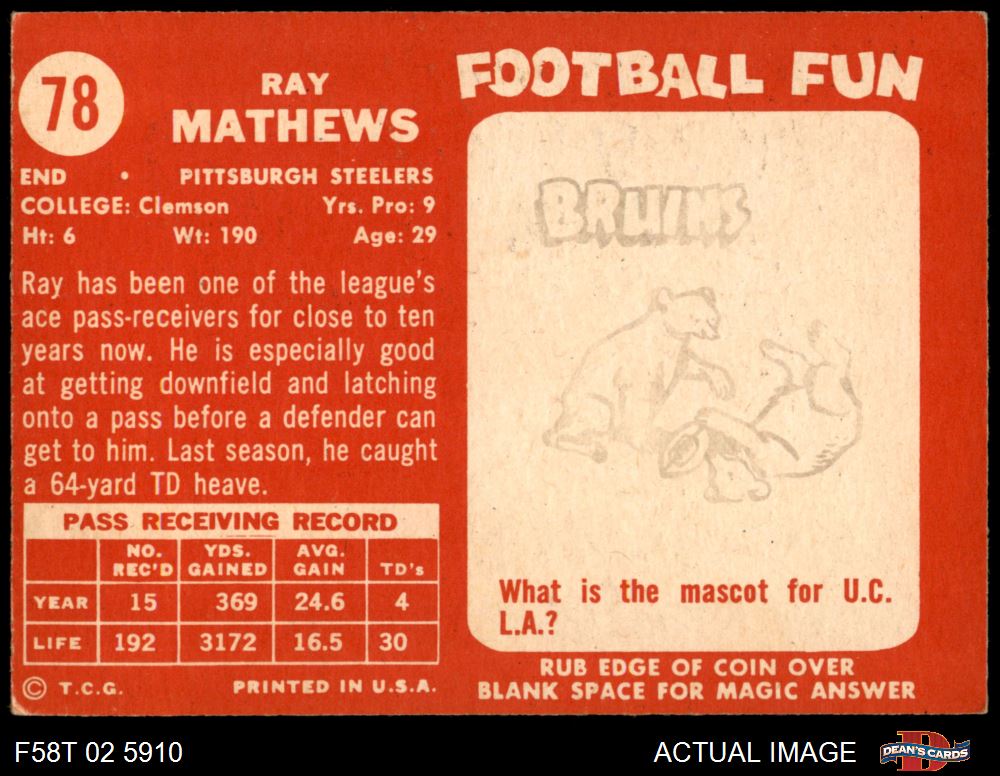 78
RAY
MATHEWS
END • PITTSBURGH STEELERS
COLLEGE: Clemson Yrs. Pro: 9
Ht: 6 Wt: 190 Age: 29
Ray has been one of the league's
ace pass-receivers for close to ten
years now. He is especially good
at getting downfield and latching
onto a pass before a defender can
get to him. Last season, he caught
a 64-yard TD heave.
PASS RECEIVING RECORD
NO. REC'D YDS. GAINED AVG. GAIN TD's
YEAR 15 369 24.6 4
LIFE 192 3172 16.5 30
© T.C.G. PRINTED IN U.S.A.
FOOTBALL FUN
BRUINS
What is the mascot for U.C.
L.A.?
RUB EDGE OF COIN OVER
BLANK SPACE FOR MAGIC ANSWER
F58T 02 5910 ACTUAL IMAGE DEAN'S CARDS